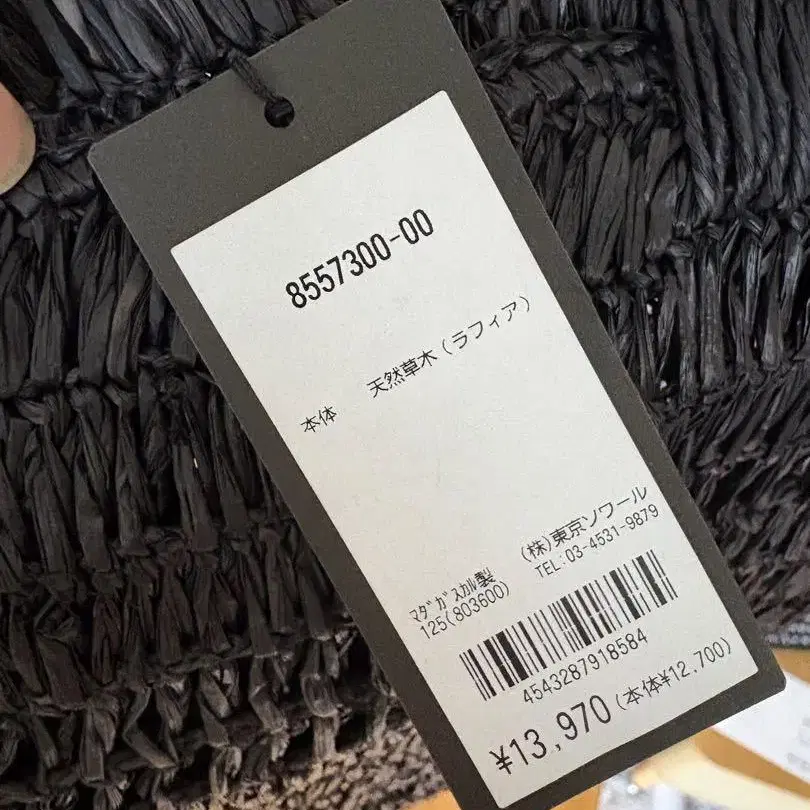 8557300-00
本体　天然草木(ラフィア)
(株)東京ソワール
TEL:03-4531-9879
ﾏﾀﾞｶﾞｽｶﾙ製
125(803600)
4543287918584
¥13,970(本体¥12,700)